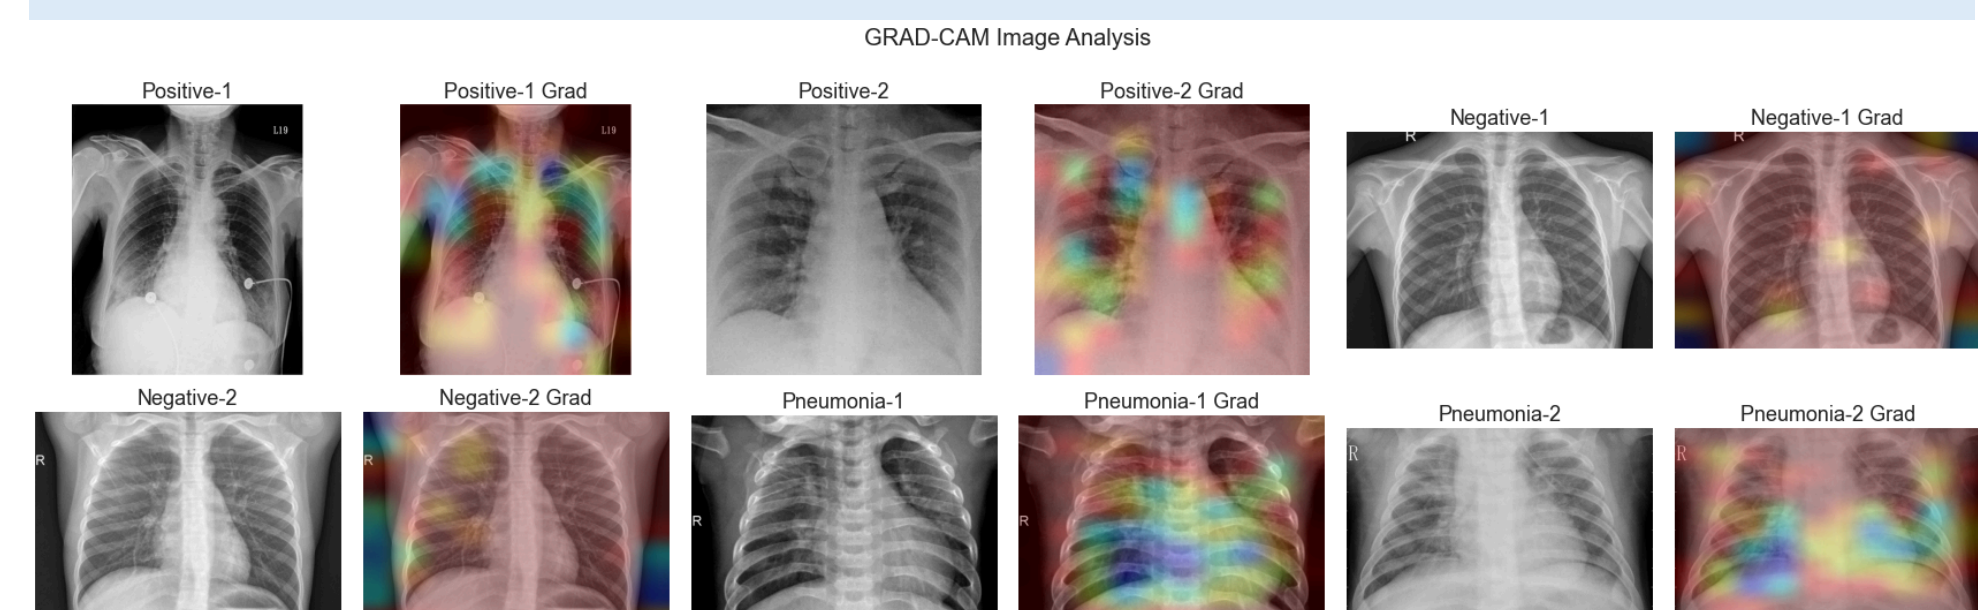 GRAD-CAM Image Analysis
Positive-1
Positive-1 Grad
Positive-2
Positive-2 Grad
Negative-1
Negative-1 Grad
L19
L19
R
R
Negative-2
Negative-2 Grad
Pneumonia-1
Pneumonia-1 Grad
Pneumonia-2
Pneumonia-2 Grad
R
R
R
R
R
R